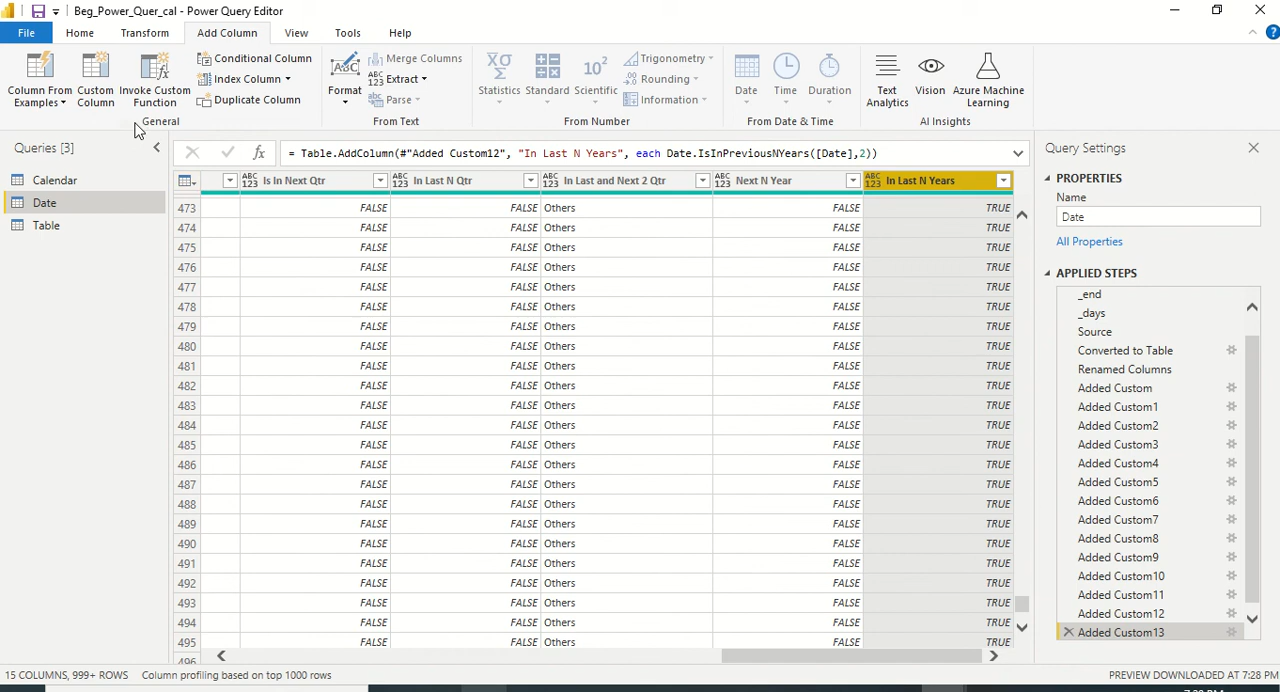 Beg_Power_Quer_cal - Power Query Editor
File Home Transform Add Column View Tools Help
Column From Examples
Custom Column
Invoke Custom Function
Conditional Column
Index Column
Duplicate Column
General
Format
Merge Columns
ABC 123 Extract
Parse
From Text
Statistics
Standard
Scientific
Trigonometry
Rounding
Information
From Number
Date
Time
Duration
From Date & Time
Text Analytics
Vision
Azure Machine Learning
AI Insights
Queries [3]
Calendar
Date
Table
= Table.AddColumn(#"Added Custom12", "In Last N Years", each Date.IsInPreviousNYears([Date],2))
ABC 123 Is In Next Qtr ABC 123 In Last N Qtr ABC 123 In Last and Next 2 Qtr ABC 123 Next N Year ABC 123 In Last N Years
473 FALSE FALSE Others FALSE TRUE
474 FALSE FALSE Others FALSE TRUE
475 FALSE FALSE Others FALSE TRUE
476 FALSE FALSE Others FALSE TRUE
477 FALSE FALSE Others FALSE TRUE
478 FALSE FALSE Others FALSE TRUE
479 FALSE FALSE Others FALSE TRUE
480 FALSE FALSE Others FALSE TRUE
481 FALSE FALSE Others FALSE TRUE
482 FALSE FALSE Others FALSE TRUE
483 FALSE FALSE Others FALSE TRUE
484 FALSE FALSE Others FALSE TRUE
485 FALSE FALSE Others FALSE TRUE
486 FALSE FALSE Others FALSE TRUE
487 FALSE FALSE Others FALSE TRUE
488 FALSE FALSE Others FALSE TRUE
489 FALSE FALSE Others FALSE TRUE
490 FALSE FALSE Others FALSE TRUE
491 FALSE FALSE Others FALSE TRUE
492 FALSE FALSE Others FALSE TRUE
493 FALSE FALSE Others FALSE TRUE
494 FALSE FALSE Others FALSE TRUE
495 FALSE FALSE Others FALSE TRUE
496
Query Settings
PROPERTIES
Name
Date
All Properties
APPLIED STEPS
_end
_days
Source
Converted to Table
Renamed Columns
Added Custom
Added Custom1
Added Custom2
Added Custom3
Added Custom4
Added Custom5
Added Custom6
Added Custom7
Added Custom8
Added Custom9
Added Custom10
Added Custom11
Added Custom12
Added Custom13
15 COLUMNS, 999+ ROWS Column profiling based on top 1000 rows PREVIEW DOWNLOADED AT 7:28 PM